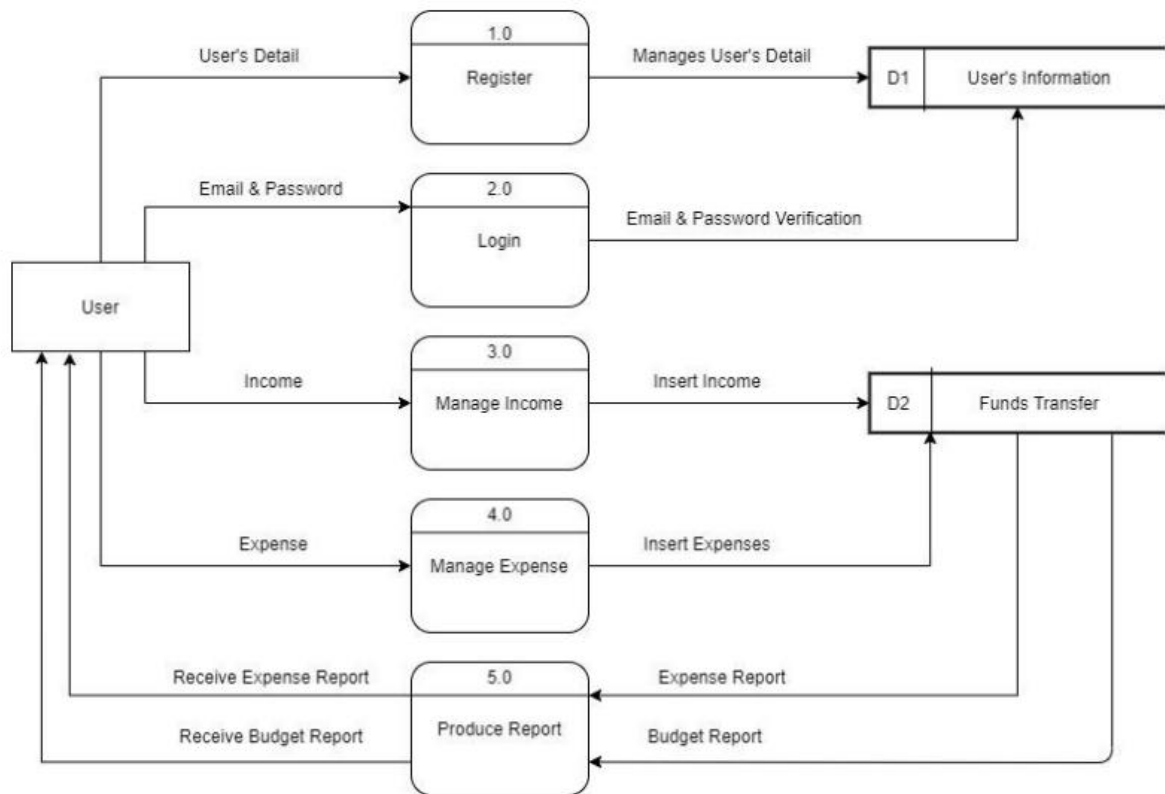 1.0
User's Detail
Manages User's Detail
Register
D1
User's Information
2.0
Email & Password
Email & Password Verification
Login
User
3.0
Income
Insert Income
Manage Income
D2
Funds Transfer
4.0
Expense
Insert Expenses
Manage Expense
5.0
Receive Expense Report
Expense Report
Produce Report
Receive Budget Report
Budget Report